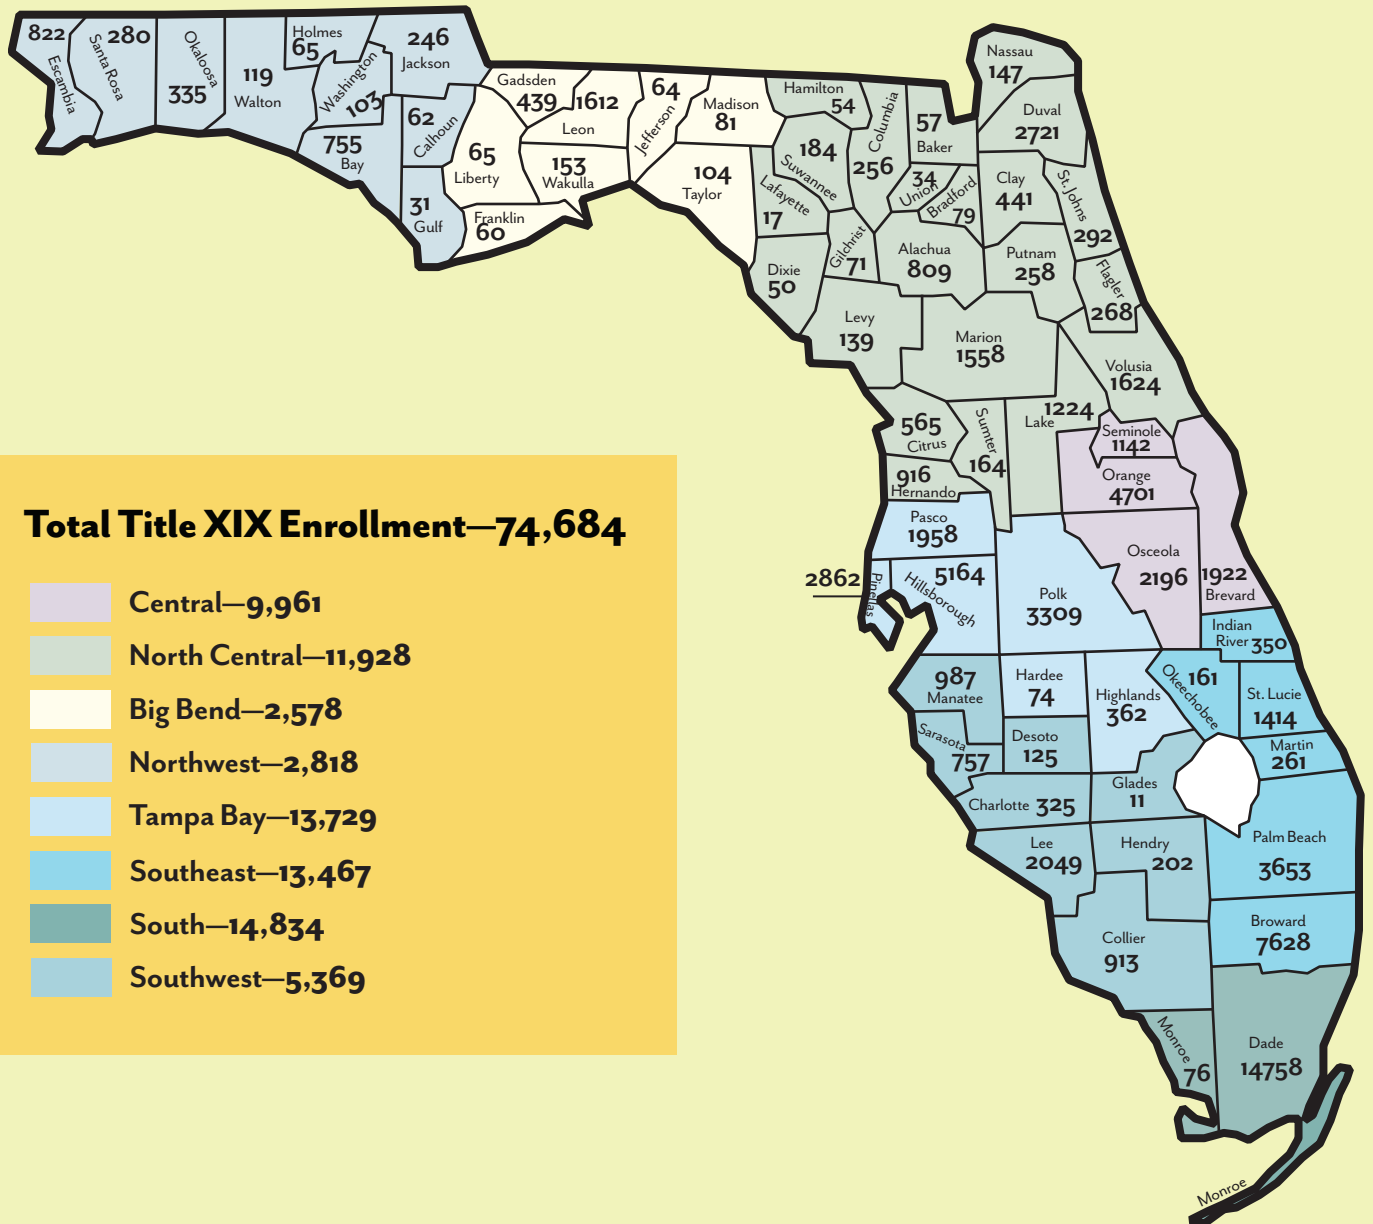 822
Escambia
Santa Rosa
280
Okaloosa
335
119
Walton
Holmes
65
Washington
103
246
Jackson
62
Calhoun
755
Bay
31
Gulf
Gadsden
439
1612
Leon
64
Jefferson
Madison
81
65
Liberty
153
Wakulla
Franklin
60
104
Taylor
Hamilton
54
184
Suwannee
Columbia
256
57
Baker
Nassau
147
Duval
2721
34
Union
Bradford
79
Clay
441
St. Johns
292
Lafayette
17
Gilchrist
71
Alachua
809
Putnam
258
Flagler
268
Dixie
50
Levy
139
Marion
1558
Volusia
1624
565
Citrus
Sumter
164
1224
Lake
Seminole
1142
916
Hernando
Orange
4701
Pasco
1958
Osceola
2196
1922
Brevard
2862
Pinellas
5164
Hillsborough
Polk
3309
Indian
River 350
987
Manatee
Hardee
74
Highlands
362
161
Okeechobee
St. Lucie
1414
Sarasota
757
Desoto
125
Martin
261
Charlotte 325
Glades
11
Lee
2049
Hendry
202
Palm Beach
3653
Collier
913
Broward
7628
Monroe
76
Dade
14758
Monroe
Total Title XIX Enrollment—74,684
Central—9,961
North Central—11,928
Big Bend—2,578
Northwest—2,818
Tampa Bay—13,729
Southeast—13,467
South—14,834
Southwest—5,369